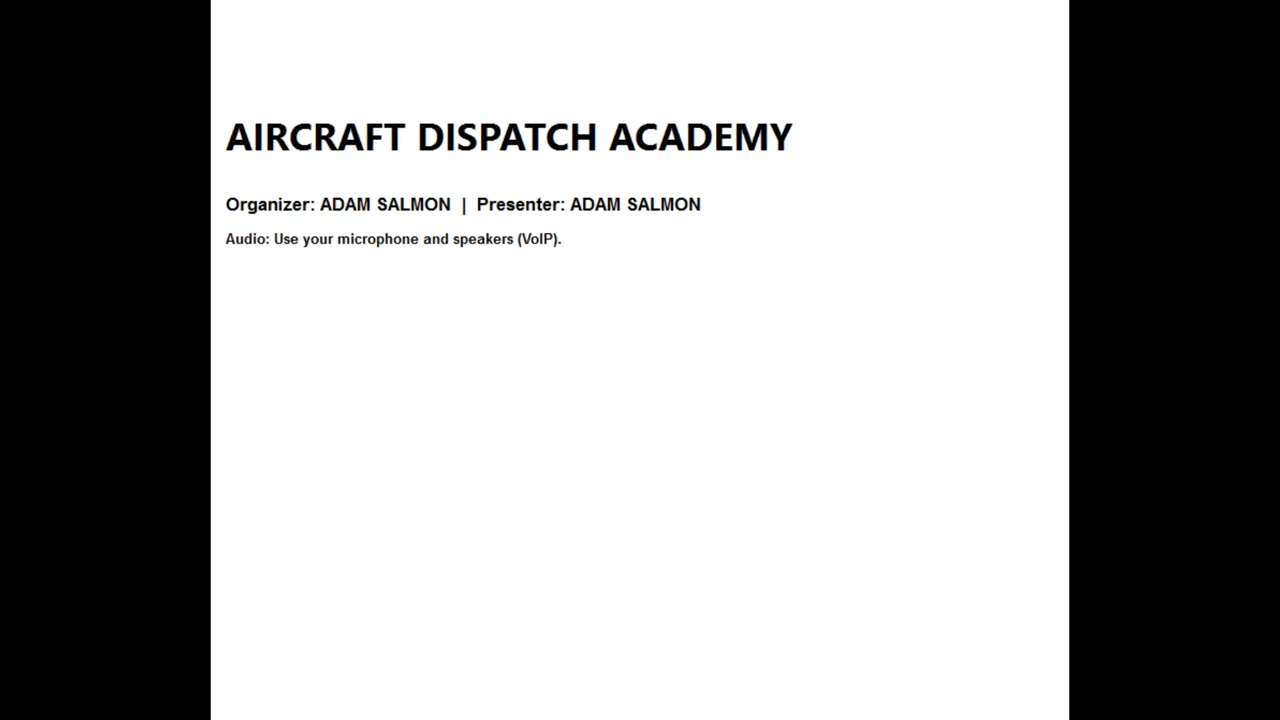 AIRCRAFT DISPATCH ACADEMY
Organizer: ADAM SALMON | Presenter: ADAM SALMON
Audio: Use your microphone and speakers (VoIP).